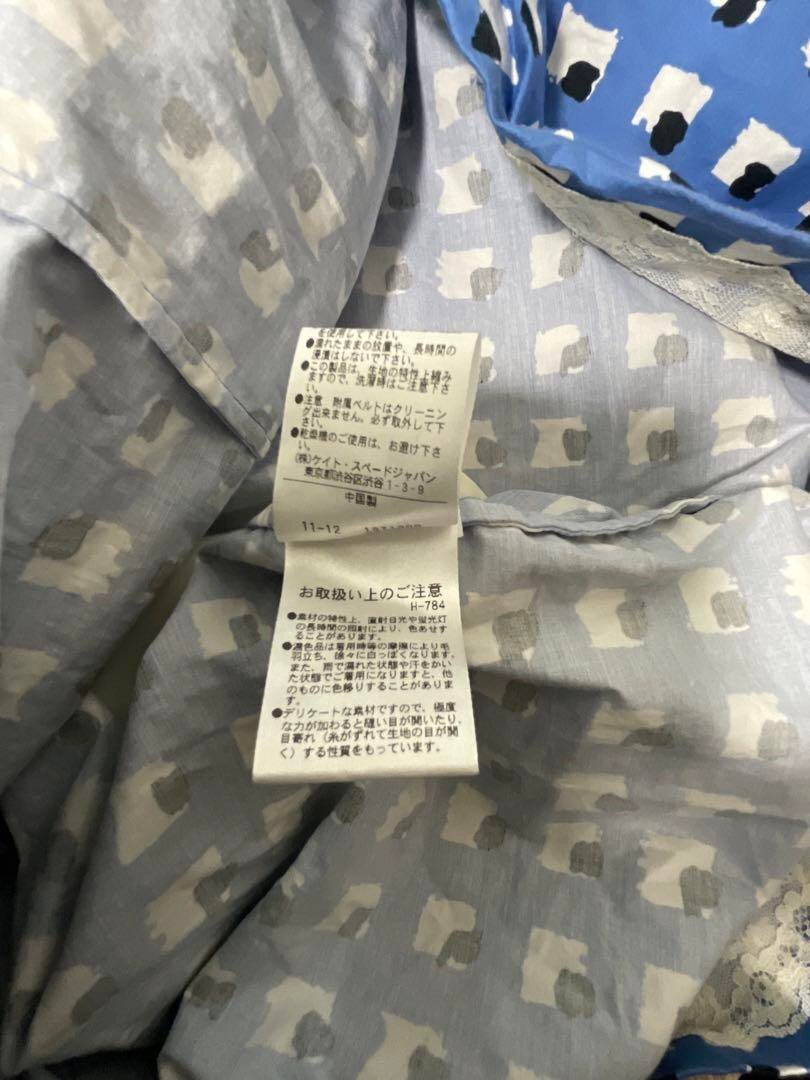 を使用して下さい。
●濡れたままの放置や、長時間の
浸漬はしないで下さい。
●この製品は、生地の特性上縮み
ますので、洗濯時はご注意下さ
い。
●注意 附属ベルトはクリーニン
グ出来ません。必ず取外して下
さい。
●乾燥機のご使用は、お避け下さ
い。
(株)ケイト・スペードジャパン
東京都渋谷区渋谷1-3-9
中国製
11-12
お取扱い上のご注意
H-784
●素材の特性上、直射日光や蛍光灯
の長時間の照射により、色あせす
ることがあります。
●濃色品は着用時等の摩擦により毛
羽立ち、徐々に白っぽくなります。
また、雨で濡れた状態や汗をかい
た状態でご着用になりますと、他
のものに色移りすることがありま
す。
●デリケートな素材ですので、極度
な力が加わると縫い目が開いたり、
目寄れ(糸がずれて生地の目が開
く)する性質をもっています。